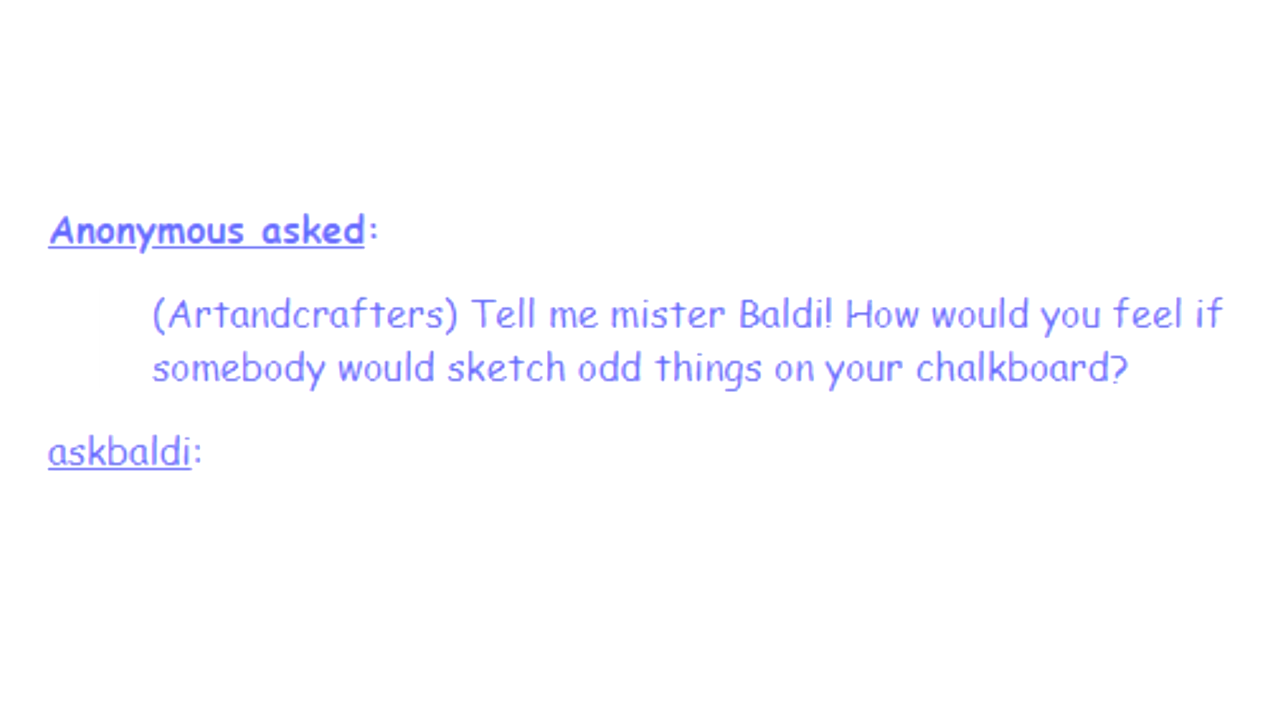 Anonymous asked:
(Artandcrafters) Tell me mister Baldi! How would you feel if
somebody would sketch odd things on your chalkboard?
askbaldi: